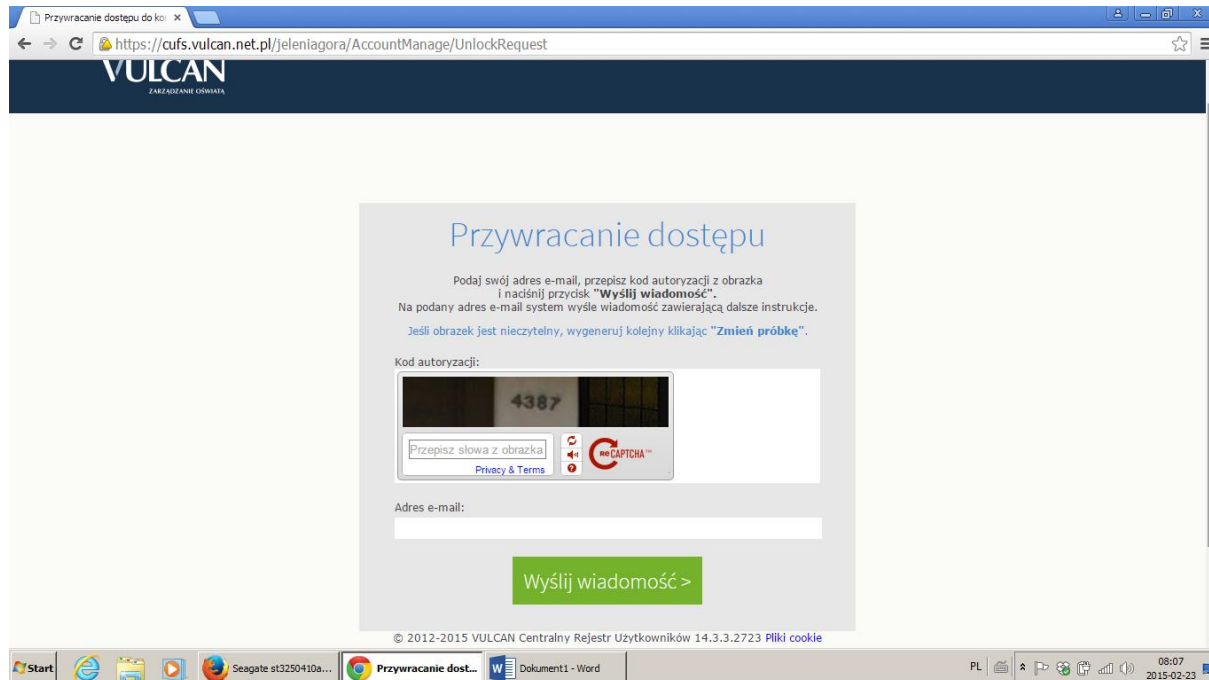 Przywracanie dostępu do ko
https://cufs.vulcan.net.pl/jeleniagora/AccountManage/UnlockRequest
VULCAN
ZARZĄDZANIE OŚWIATĄ
Przywracanie dostępu
Podaj swój adres e-mail, przepisz kod autoryzacji z obrazka
i naciśnij przycisk "Wyślij wiadomość".
Na podany adres e-mail system wyśle wiadomość zawierającą dalsze instrukcje.
Jeśli obrazek jest nieczytelny, wygeneruj kolejny klikając "Zmień próbkę".
Kod autoryzacji:
4387
Przepisz słowa z obrazka
Privacy & Terms
reCAPTCHA™
Adres e-mail:
Wyślij wiadomość >
© 2012-2015 VULCAN Centralny Rejestr Użytkowników 14.3.3.2723 Pliki cookie
Start
Seagate st3250410a...
Przywracanie dost...
Dokument1 - Word
PL
08:07
2015-02-23